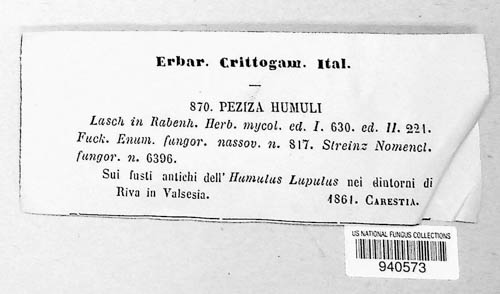 Erbar. Crittogam. Ital.
870. PEZIZA HUMULI
Lasch in Rabenh. Herb. mycol. ed. I. 630. ed. II. 221.
Fuck. Enum. fungor. nassov. n. 817. Streinz Nomencl.
fungor. n. 6396.
Sui fusti antichi dell' Humulus Lupulus nei dintorni di
Riva in Valsesia. 1861. CARESTIA.
US NATIONAL FUNGUS COLLECTIONS
940573